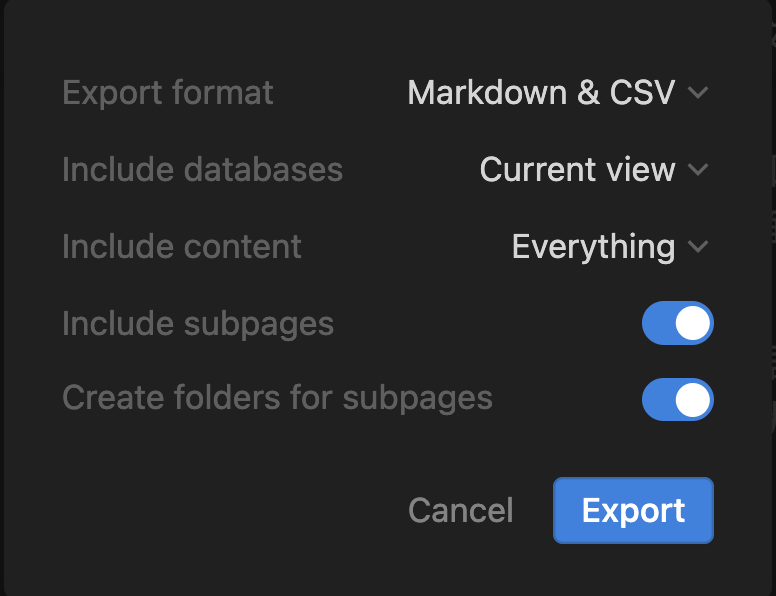 Export format Markdown & CSV
Include databases Current view
Include content Everything
Include subpages
Create folders for subpages
Cancel Export